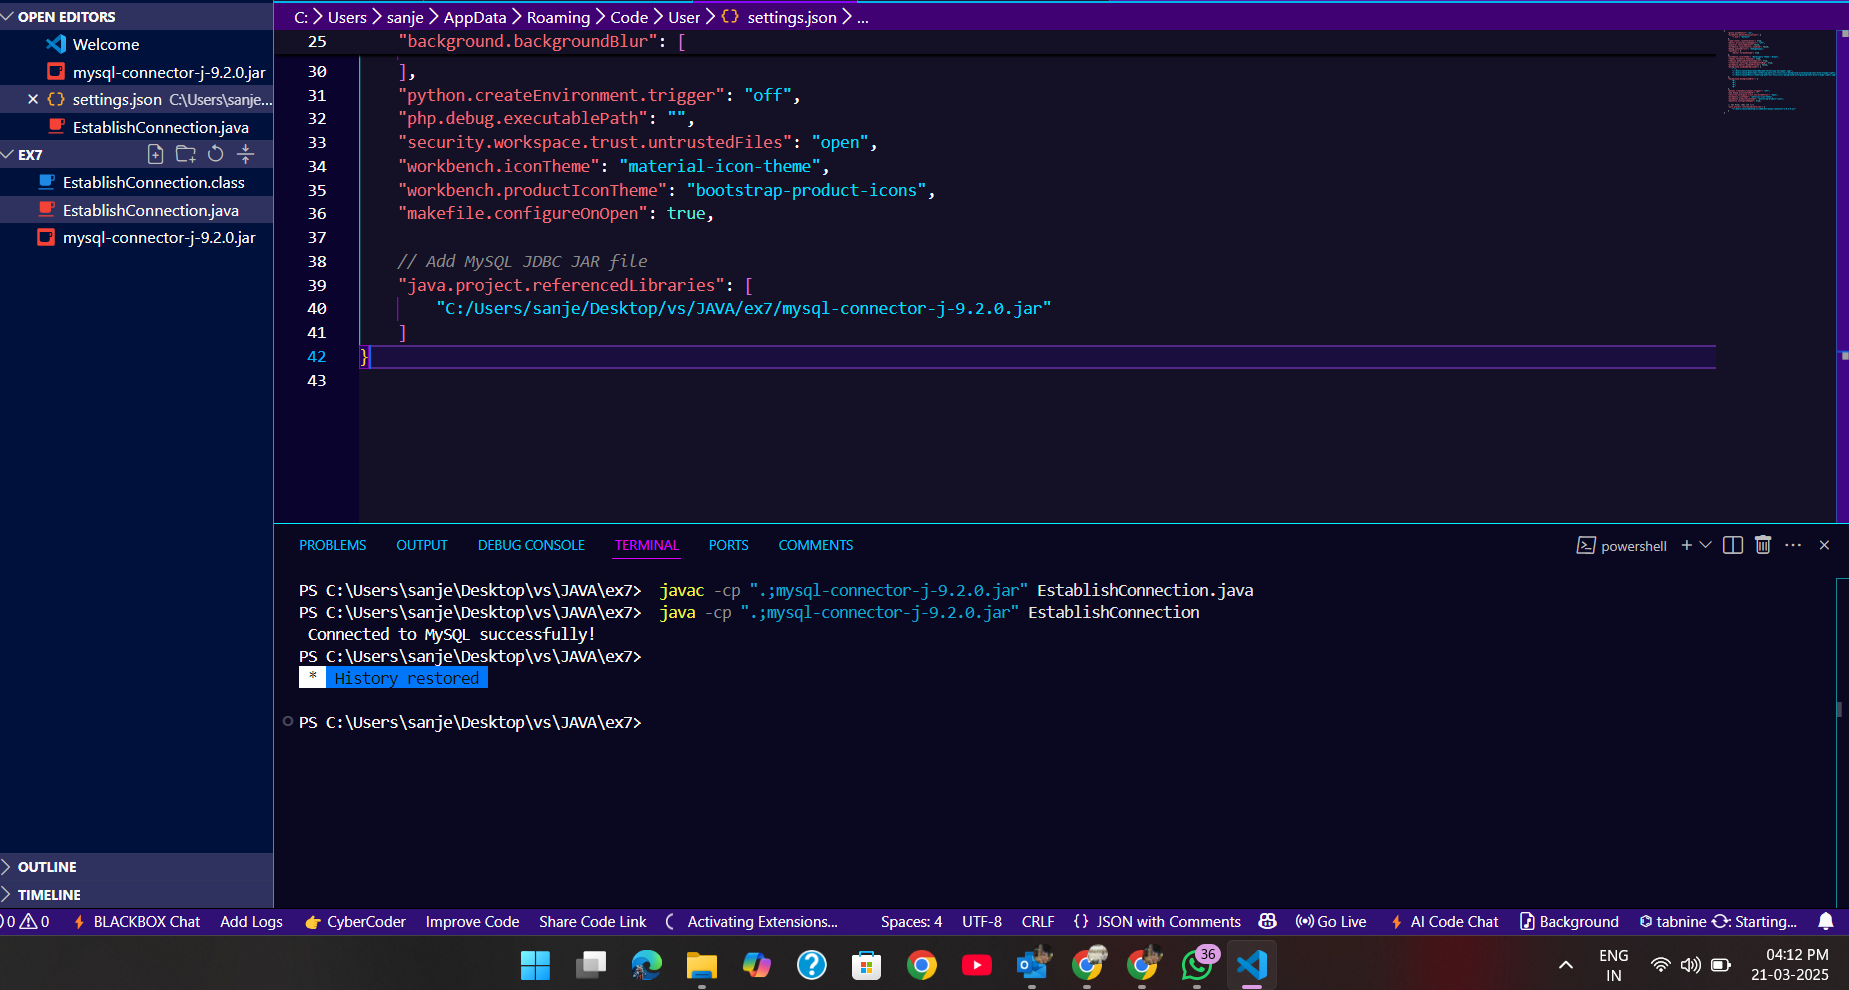 OPEN EDITORS
Welcome
mysql-connector-j-9.2.0.jar
settings.json C:\Users\sanje...
EstablishConnection.java
EX7
EstablishConnection.class
EstablishConnection.java
mysql-connector-j-9.2.0.jar
OUTLINE
TIMELINE
C: > Users > sanje > AppData > Roaming > Code > User > {} settings.json > ...
25 "background.backgroundBlur": [
30 ],
31 "python.createEnvironment.trigger": "off",
32 "php.debug.executablePath": "",
33 "security.workspace.trust.untrustedFiles": "open",
34 "workbench.iconTheme": "material-icon-theme",
35 "workbench.productIconTheme": "bootstrap-product-icons",
36 "makefile.configureOnOpen": true,
37
38 // Add MySQL JDBC JAR file
39 "java.project.referencedLibraries": [
40 "C:/Users/sanje/Desktop/vs/JAVA/ex7/mysql-connector-j-9.2.0.jar"
41 ]
42 }
43
PROBLEMS OUTPUT DEBUG CONSOLE TERMINAL PORTS COMMENTS
powershell
PS C:\Users\sanje\Desktop\vs\JAVA\ex7> javac -cp ".;mysql-connector-j-9.2.0.jar" EstablishConnection.java
PS C:\Users\sanje\Desktop\vs\JAVA\ex7> java -cp ".;mysql-connector-j-9.2.0.jar" EstablishConnection
Connected to MySQL successfully!
PS C:\Users\sanje\Desktop\vs\JAVA\ex7>
* History restored
PS C:\Users\sanje\Desktop\vs\JAVA\ex7>
0 0 BLACKBOX Chat Add Logs CyberCoder Improve Code Share Code Link Activating Extensions... Spaces: 4 UTF-8 CRLF {} JSON with Comments Go Live AI Code Chat Background tabnine : Starting...
36
ENG
IN
04:12 PM
21-03-2025